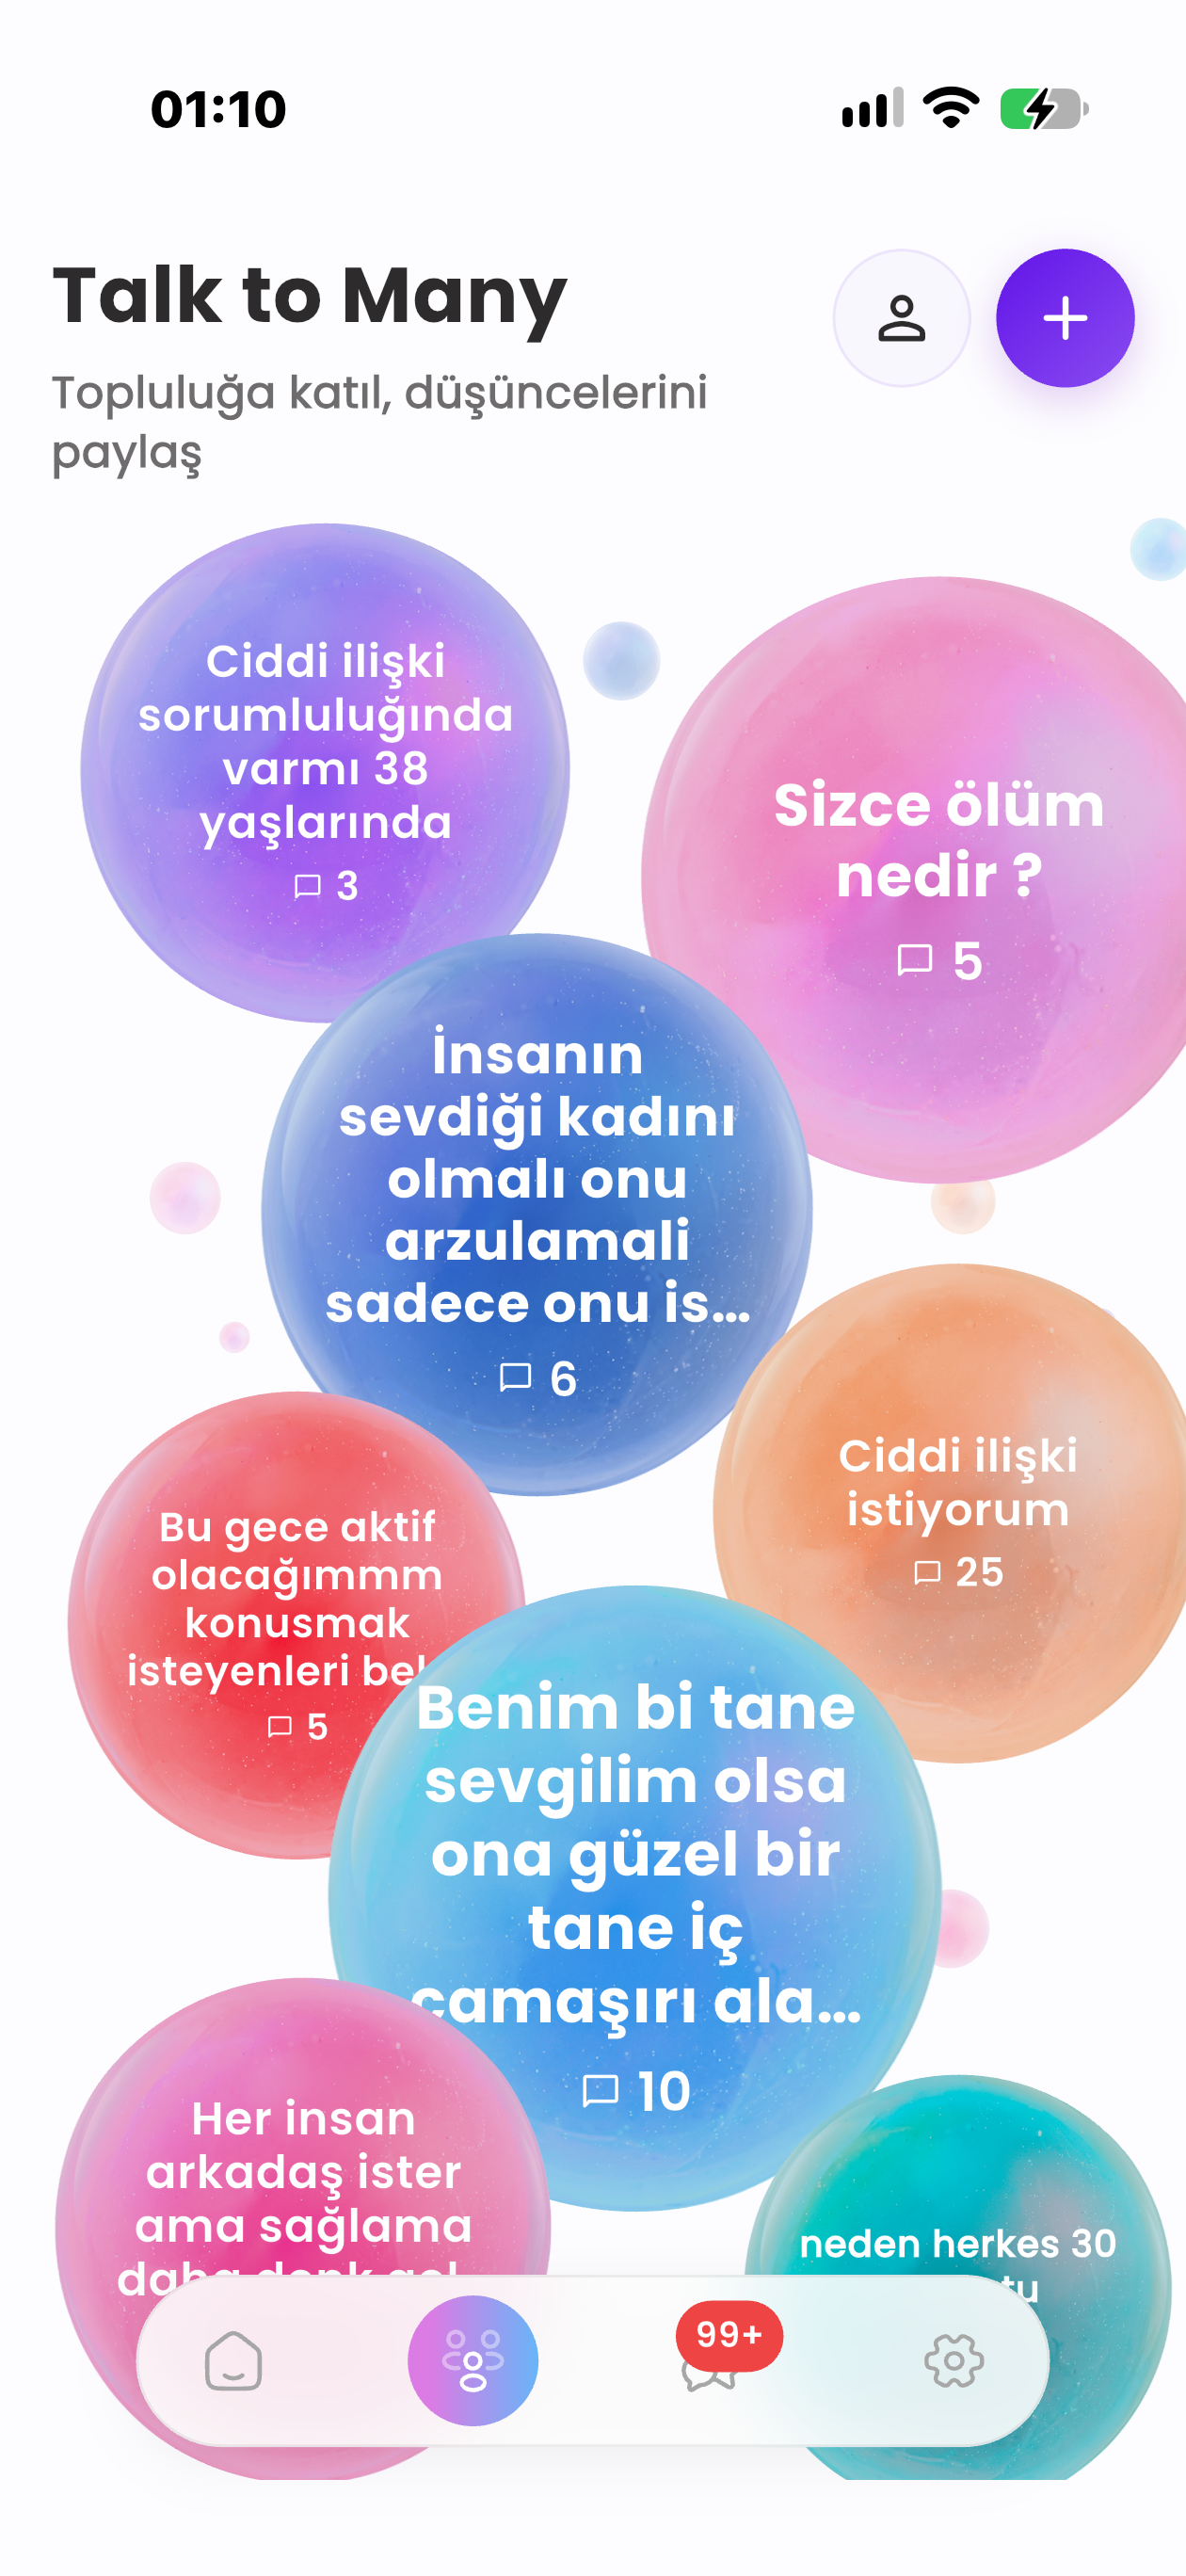 01:10
Talk to Many
Topluluğa katıl, düşüncelerini
paylaş
Ciddi ilişki
sorumluluğında
varmı 38
yaşlarında
3
Sizce ölüm
nedir ?
5
İnsanın
sevdiği kadını
olmalı onu
arzulamali
sadece onu is...
6
Ciddi ilişki
istiyorum
25
Bu gece aktif
olacağımmm
konusmak
isteyenleri
5
Benim bi tane
sevgilim olsa
ona güzel bir
tane iç
çamaşırı ala...
10
Her insan
arkadaş ister
ama sağlama
daha
neden herkes 30
99+